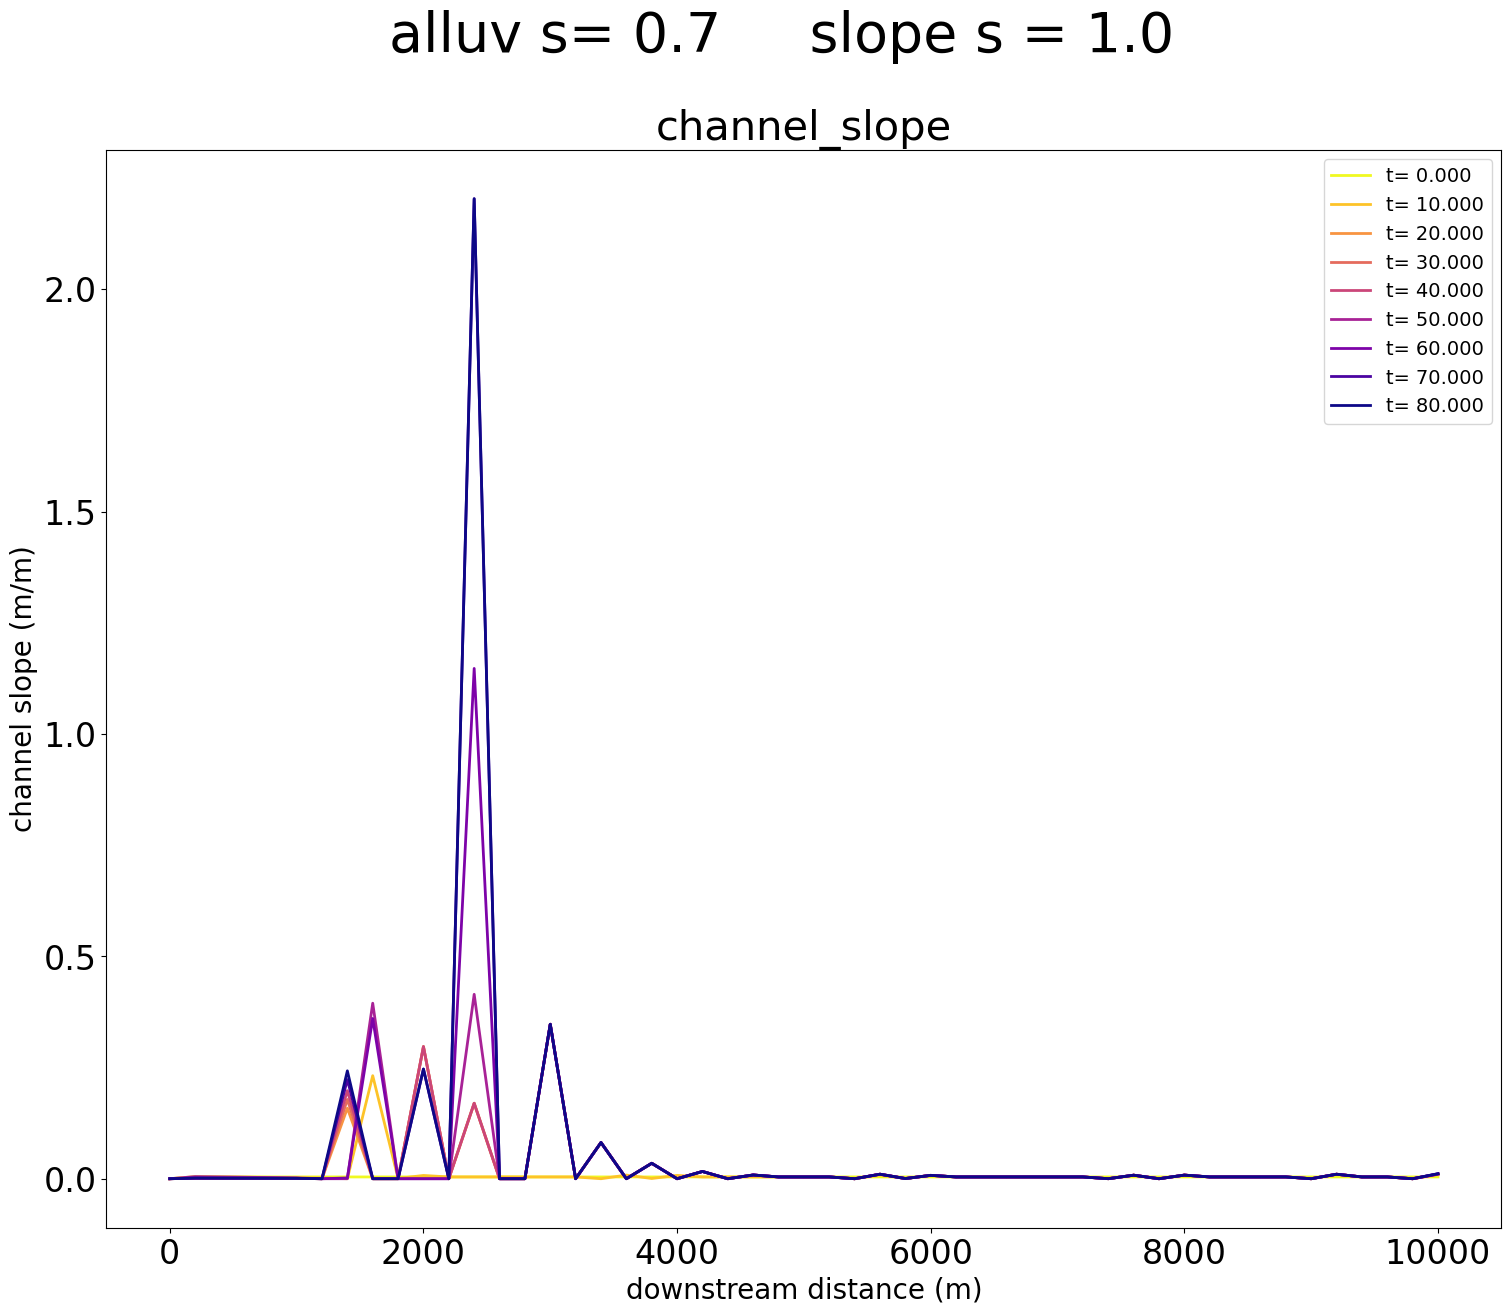 alluv s= 0.7 slope s = 1.0
channel_slope
t= 0.000
t= 10.000
t= 20.000
t= 30.000
t= 40.000
t= 50.000
t= 60.000
t= 70.000
t= 80.000
channel slope (m/m)
2.0
1.5
1.0
0.5
0.0
0 2000 4000 6000 8000 10000
downstream distance (m)